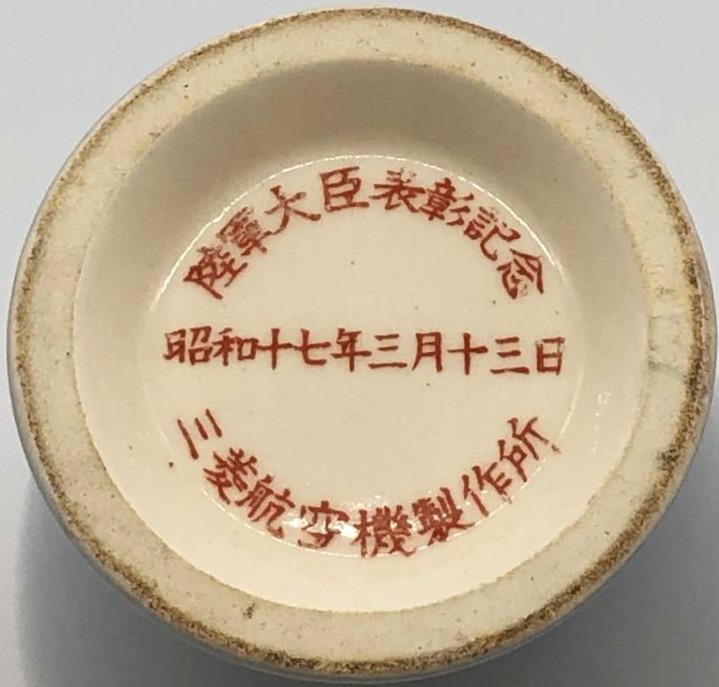 陸軍大臣表彰記念
昭和十七年三月十三日
三菱航空機製作所